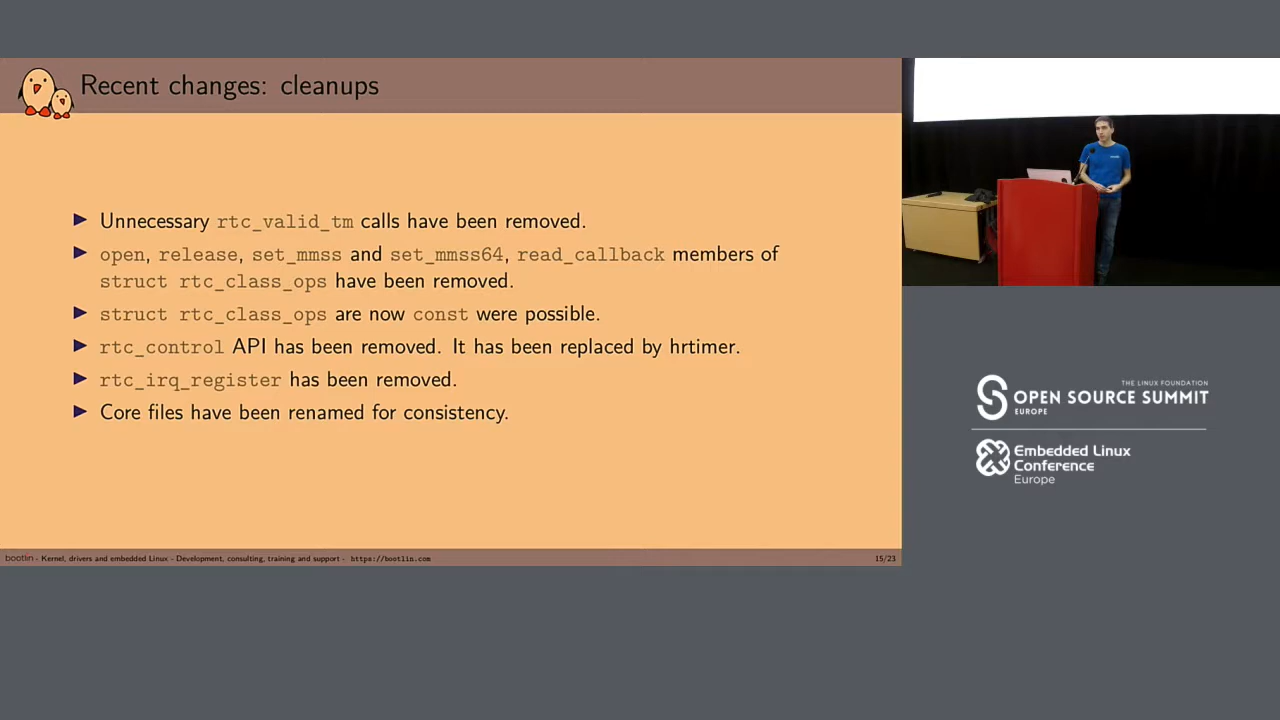 Recent changes: cleanups
▶ Unnecessary rtc_valid_tm calls have been removed.
▶ open, release, set_mmss and set_mmss64, read_callback members of
struct rtc_class_ops have been removed.
▶ struct rtc_class_ops are now const were possible.
▶ rtc_control API has been removed. It has been replaced by hrtimer.
▶ rtc_irq_register has been removed.
▶ Core files have been renamed for consistency.
bootlin - Kernel, drivers and embedded Linux - Development, consulting, training and support - https://bootlin.com
15/23
THE LINUX FOUNDATION
OPEN SOURCE SUMMIT
EUROPE
Embedded Linux
Conference
Europe